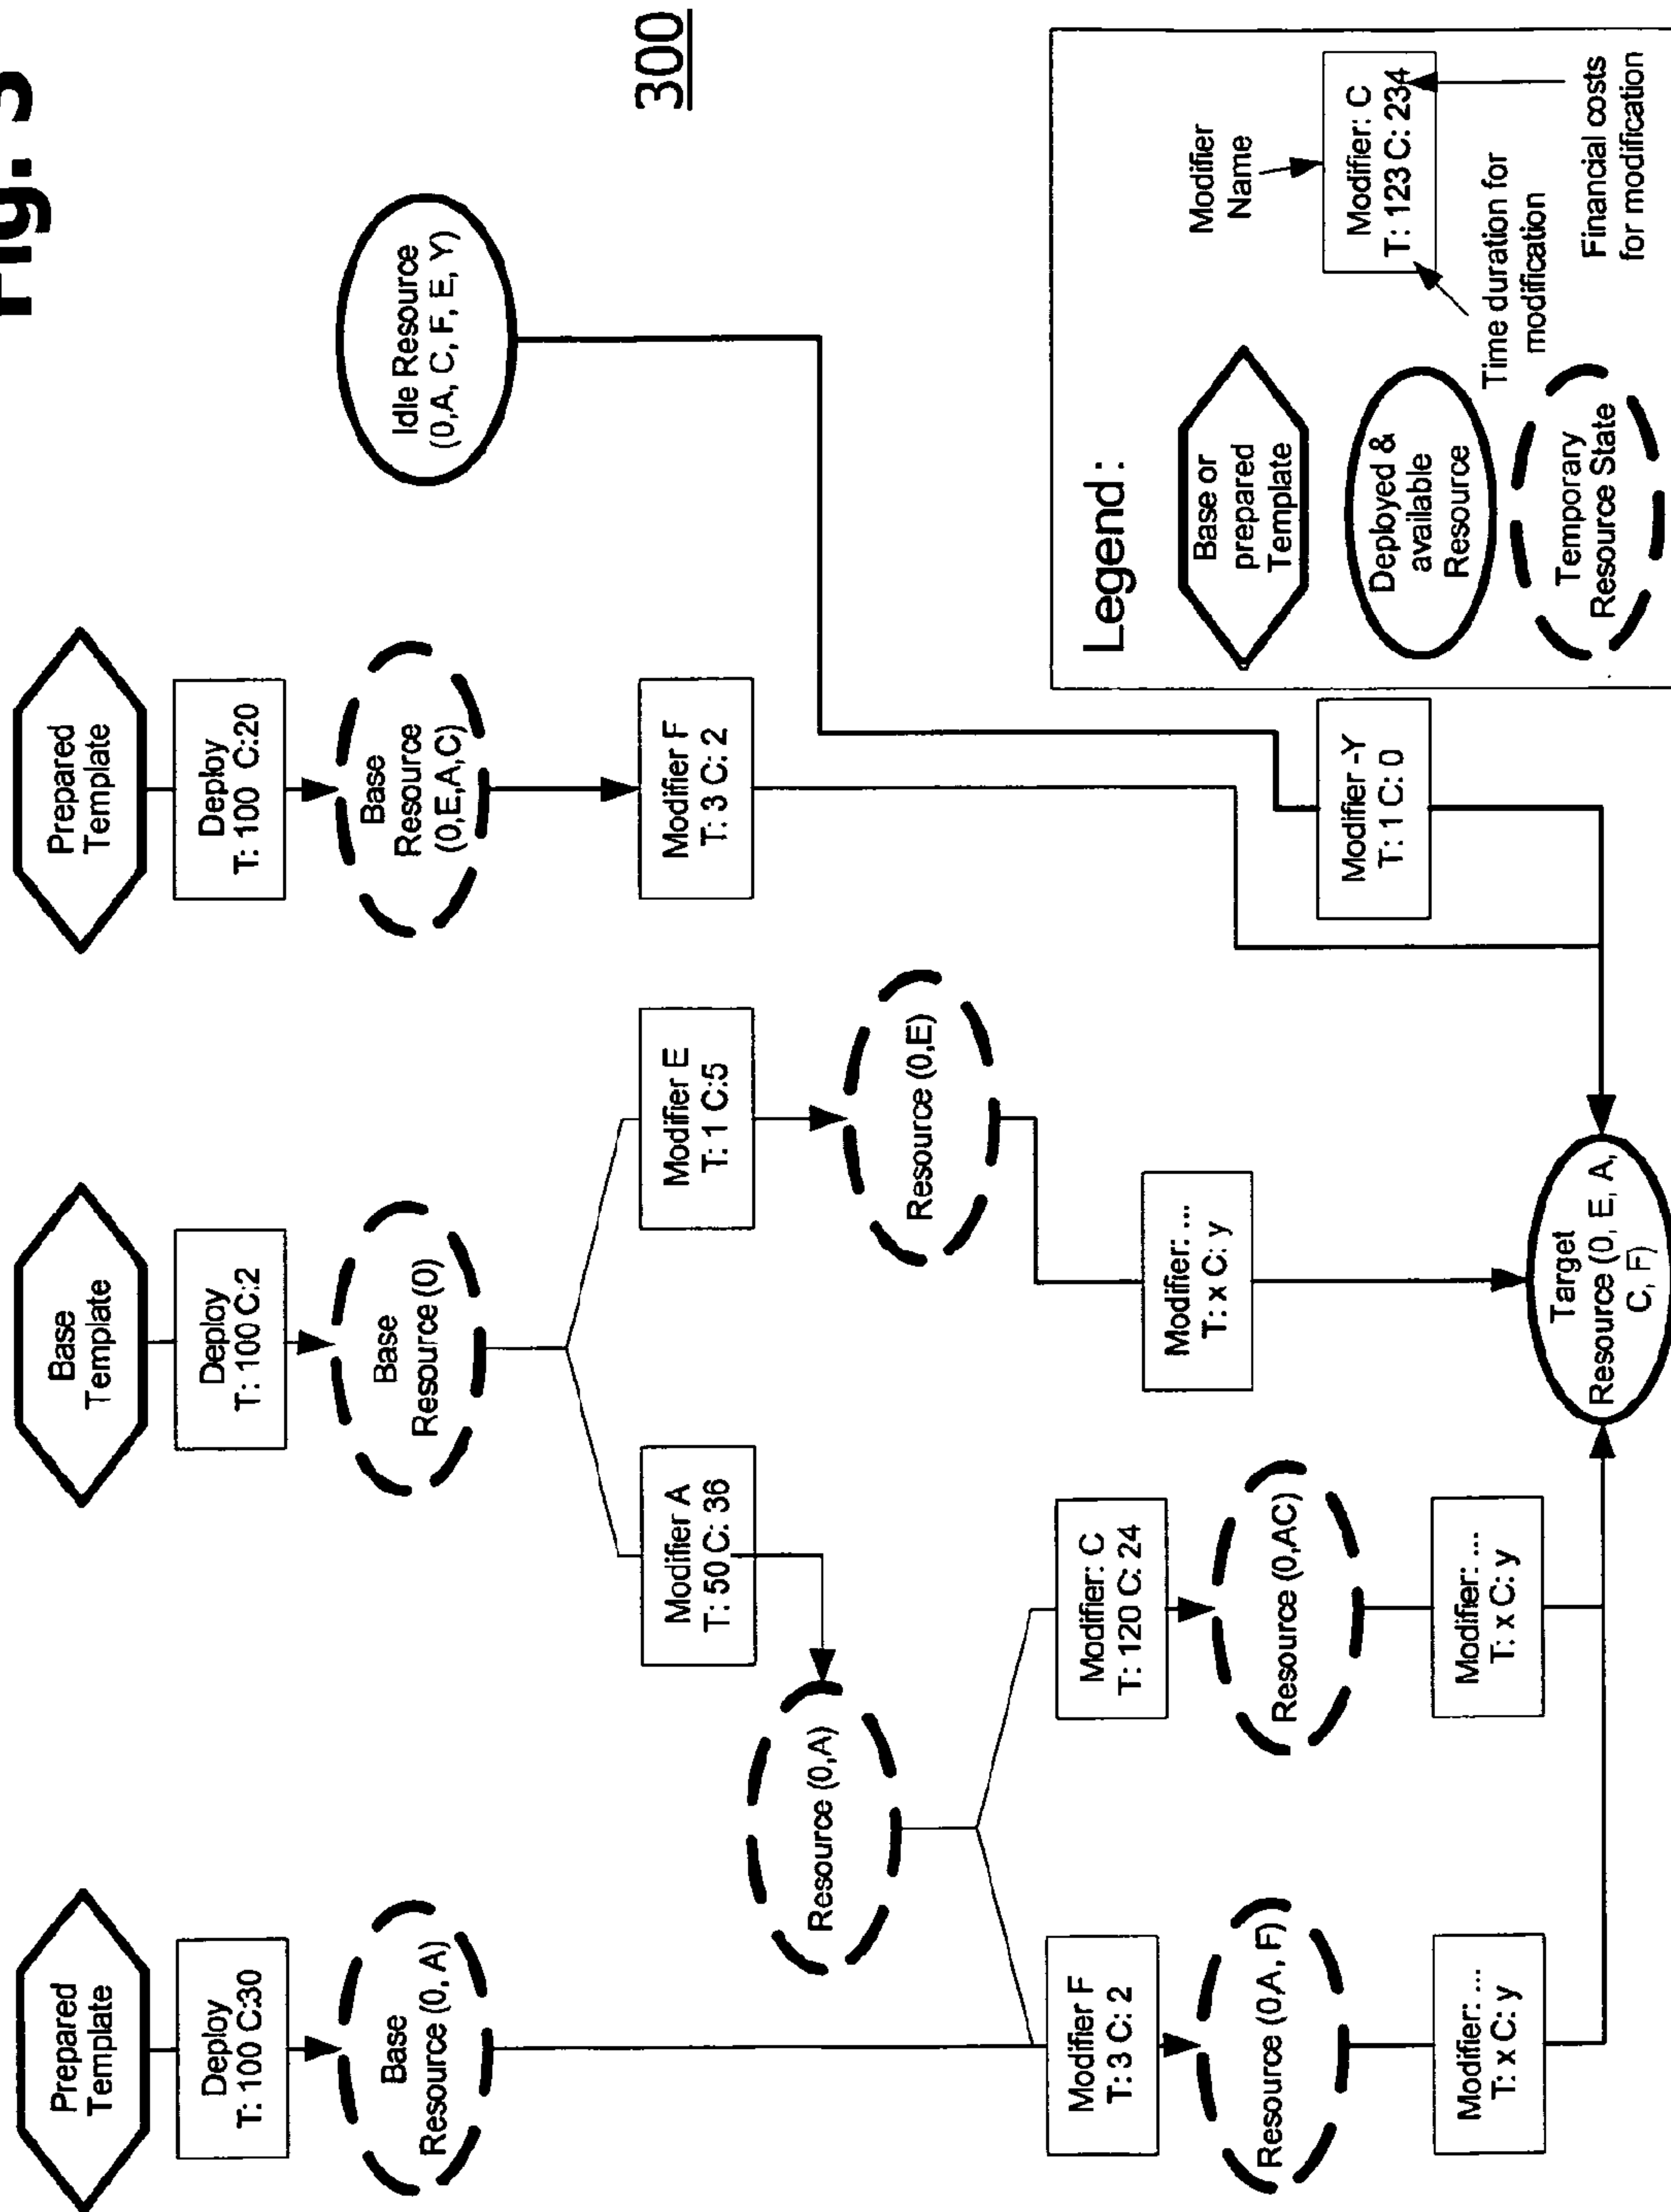 Fig. 3
300
Prepared
Template
Deploy
T: 100 C:30
Base
Resource (0, A)
Base
Template
Deploy
T: 100 C:2
Base
Resource (0)
Prepared
Template
Deploy
T: 100 C:20
Base
Resource
(0,E,A,C)
Idle Resource
(0,A, C, F, E, Y)
Modifier A
T: 50 C: 36
Modifier E
T: 1 C:5
Modifier F
T: 3 C: 2
Resource (0,A)
Resource (0,E)
Modifier F
T: 3 C: 2
Modifier: C
T: 120 C: 24
Modifier: ...
T: x C: y
Resource (0,A, F)
Resource (0,AC)
Modifier -Y
T: 1 C: 0
Modifier: ...
T: x C: y
Modifier: ...
T: x C: y
Target
Resource (0, E, A,
C, F)
Legend :
Base or
prepared
Template
Deployed &
available
Resource
Temporary
Resource State
Modifier
Name
Modifier: C
T: 123 C: 234
Time duration for
modification
Financial costs
for modification